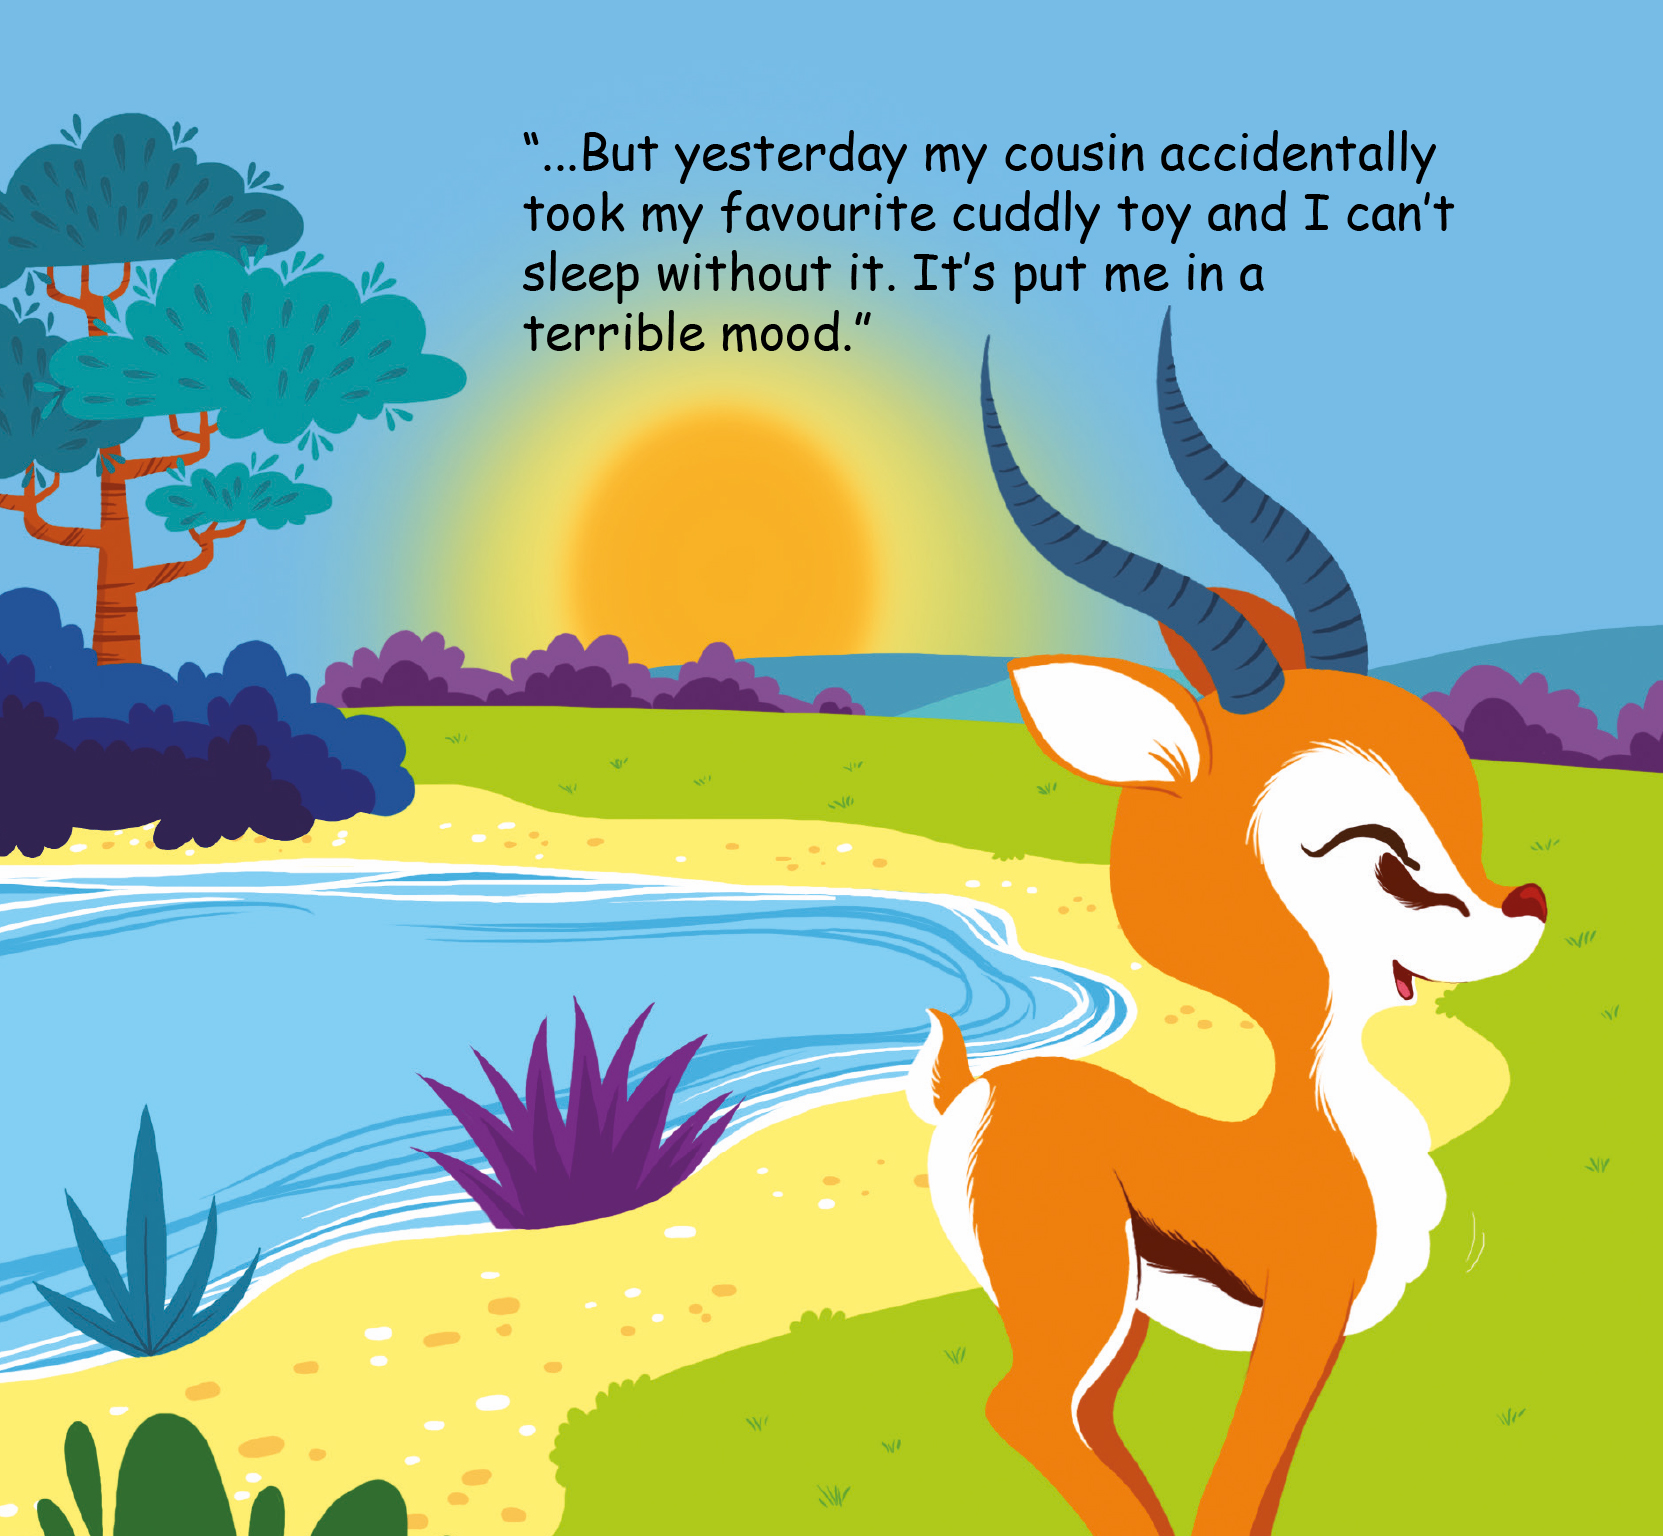 “...But yesterday my cousin accidentally
took my favourite cuddly toy and I can’t
sleep without it. It’s put me in a
terrible mood.”